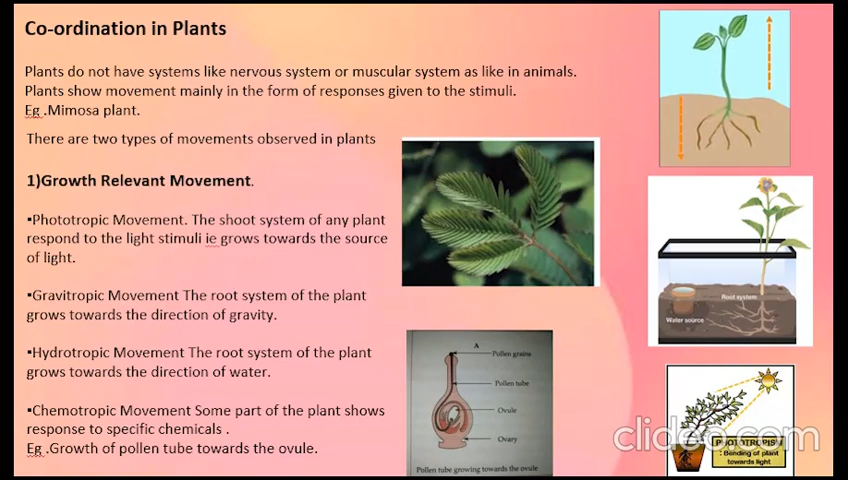 Co-ordination in Plants
Plants do not have systems like nervous system or muscular system as like in animals.
Plants show movement mainly in the form of responses given to the stimuli.
Eg .Mimosa plant.
There are two types of movements observed in plants
1)Growth Relevant Movement.
▪Phototropic Movement. The shoot system of any plant
respond to the light stimuli ie grows towards the source
of light.
▪Gravitropic Movement The root system of the plant
grows towards the direction of gravity.
▪Hydrotropic Movement The root system of the plant
grows towards the direction of water.
▪Chemotropic Movement Some part of the plant shows
response to specific chemicals .
Eg .Growth of pollen tube towards the ovule.
A
Pollen grains
Pollen tube
Ovule
Ovary
Pollen tube growing towards the ovule
Root system
Water source
PHOTOTROPISM
: Bending of plant
towards light
clideo.com